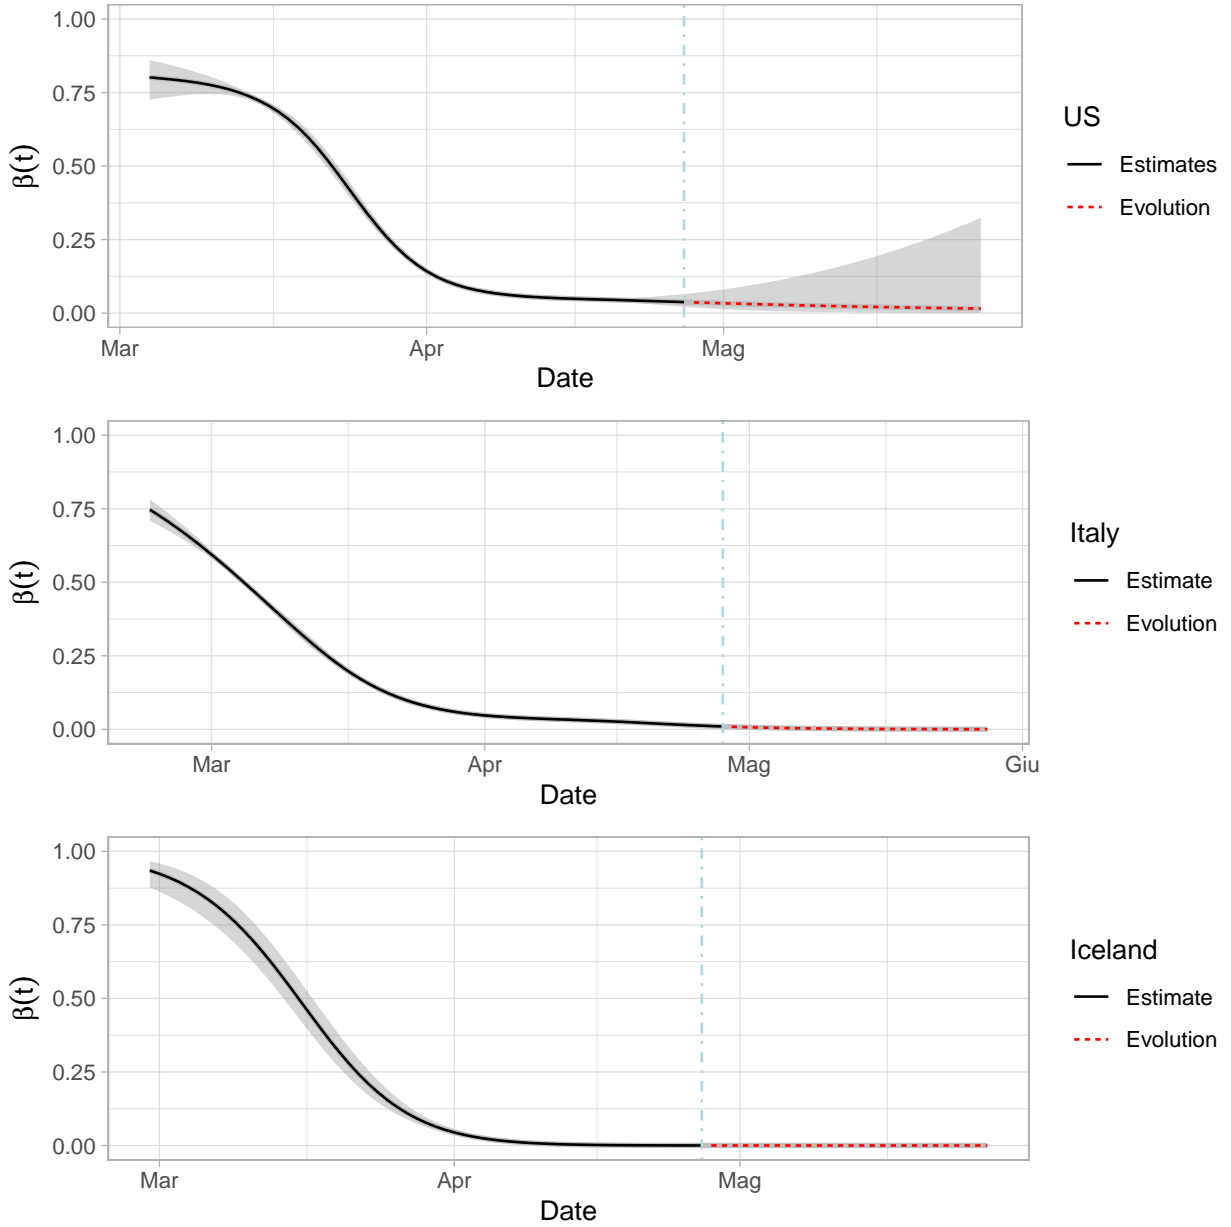 1.00
0.75
0.50
0.25
0.00
β(t)
Mar Apr Mag
Date
US
Estimates
Evolution
1.00
0.75
0.50
0.25
0.00
β(t)
Mar Apr Mag Giu
Date
Italy
Estimate
Evolution
1.00
0.75
0.50
0.25
0.00
β(t)
Mar Apr Mag
Date
Iceland
Estimate
Evolution